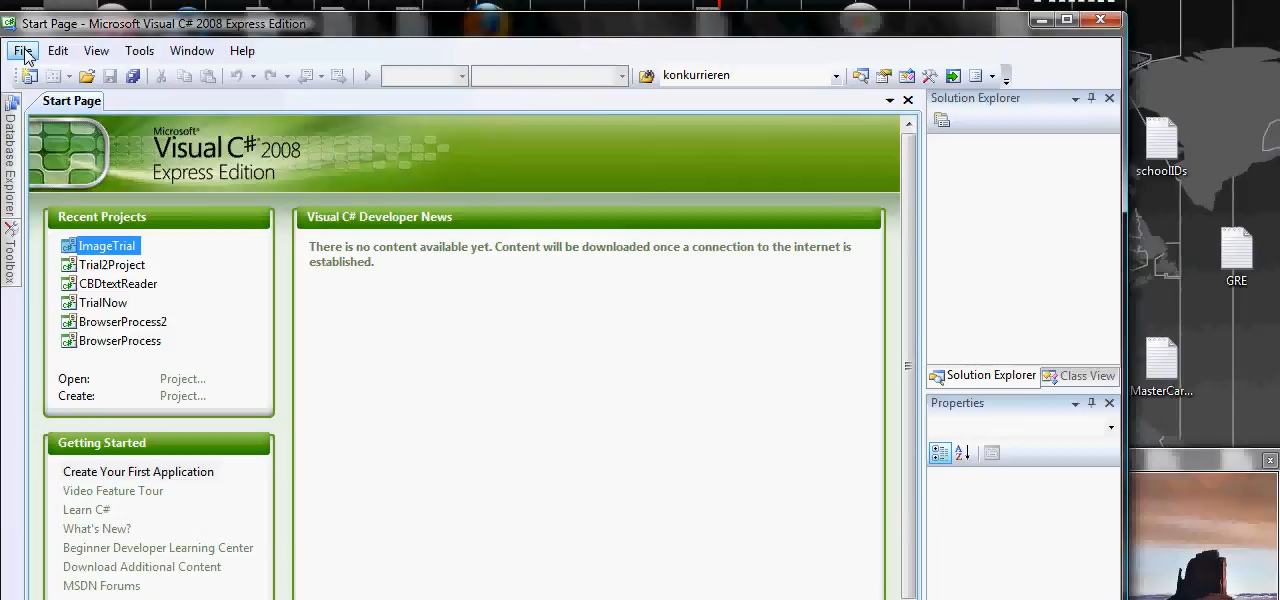 Start Page - Microsoft Visual C# 2008 Express Edition
File Edit View Tools Window Help
konkurrieren
Database Explorer
Toolbox
Start Page
Microsoft®
Visual C# 2008
Express Edition
Recent Projects
ImageTrial
Trial2Project
CBDtextReader
TrialNow
BrowserProcess2
BrowserProcess
Open: Project...
Create: Project...
Getting Started
Create Your First Application
Video Feature Tour
Learn C#
What's New?
Beginner Developer Learning Center
Download Additional Content
MSDN Forums
Visual C# Developer News
There is no content available yet. Content will be downloaded once a connection to the internet is
established.
Solution Explorer
Solution Explorer Class View
Properties
schoolIDs
GRE
MasterCar...